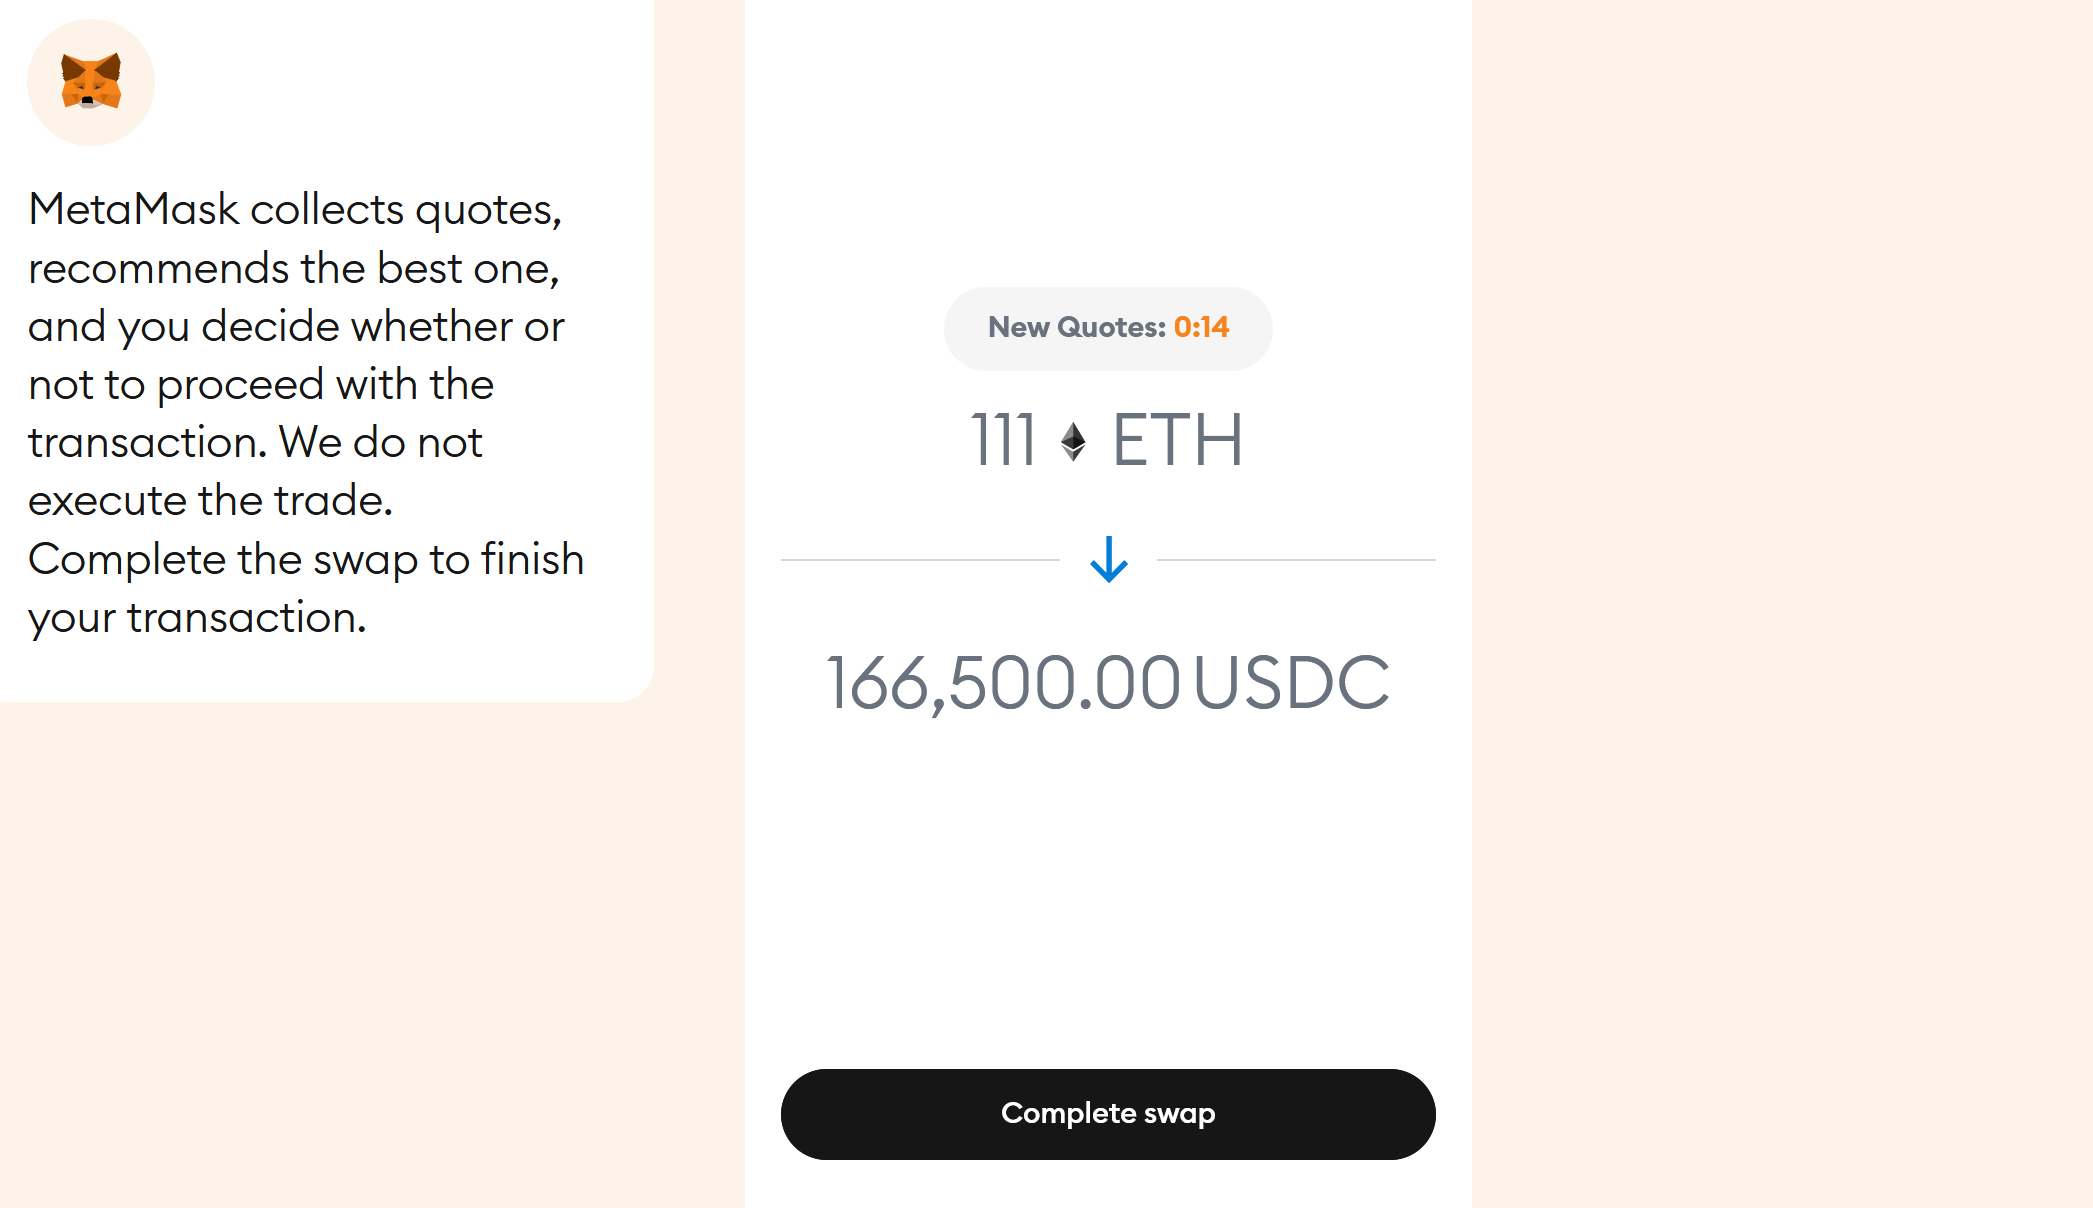 MetaMask collects quotes,
recommends the best one,
and you decide whether or
not to proceed with the
transaction. We do not
execute the trade.
Complete the swap to finish
your transaction.
New Quotes: 0:14
111 ETH
166,500.00 USDC
Complete swap